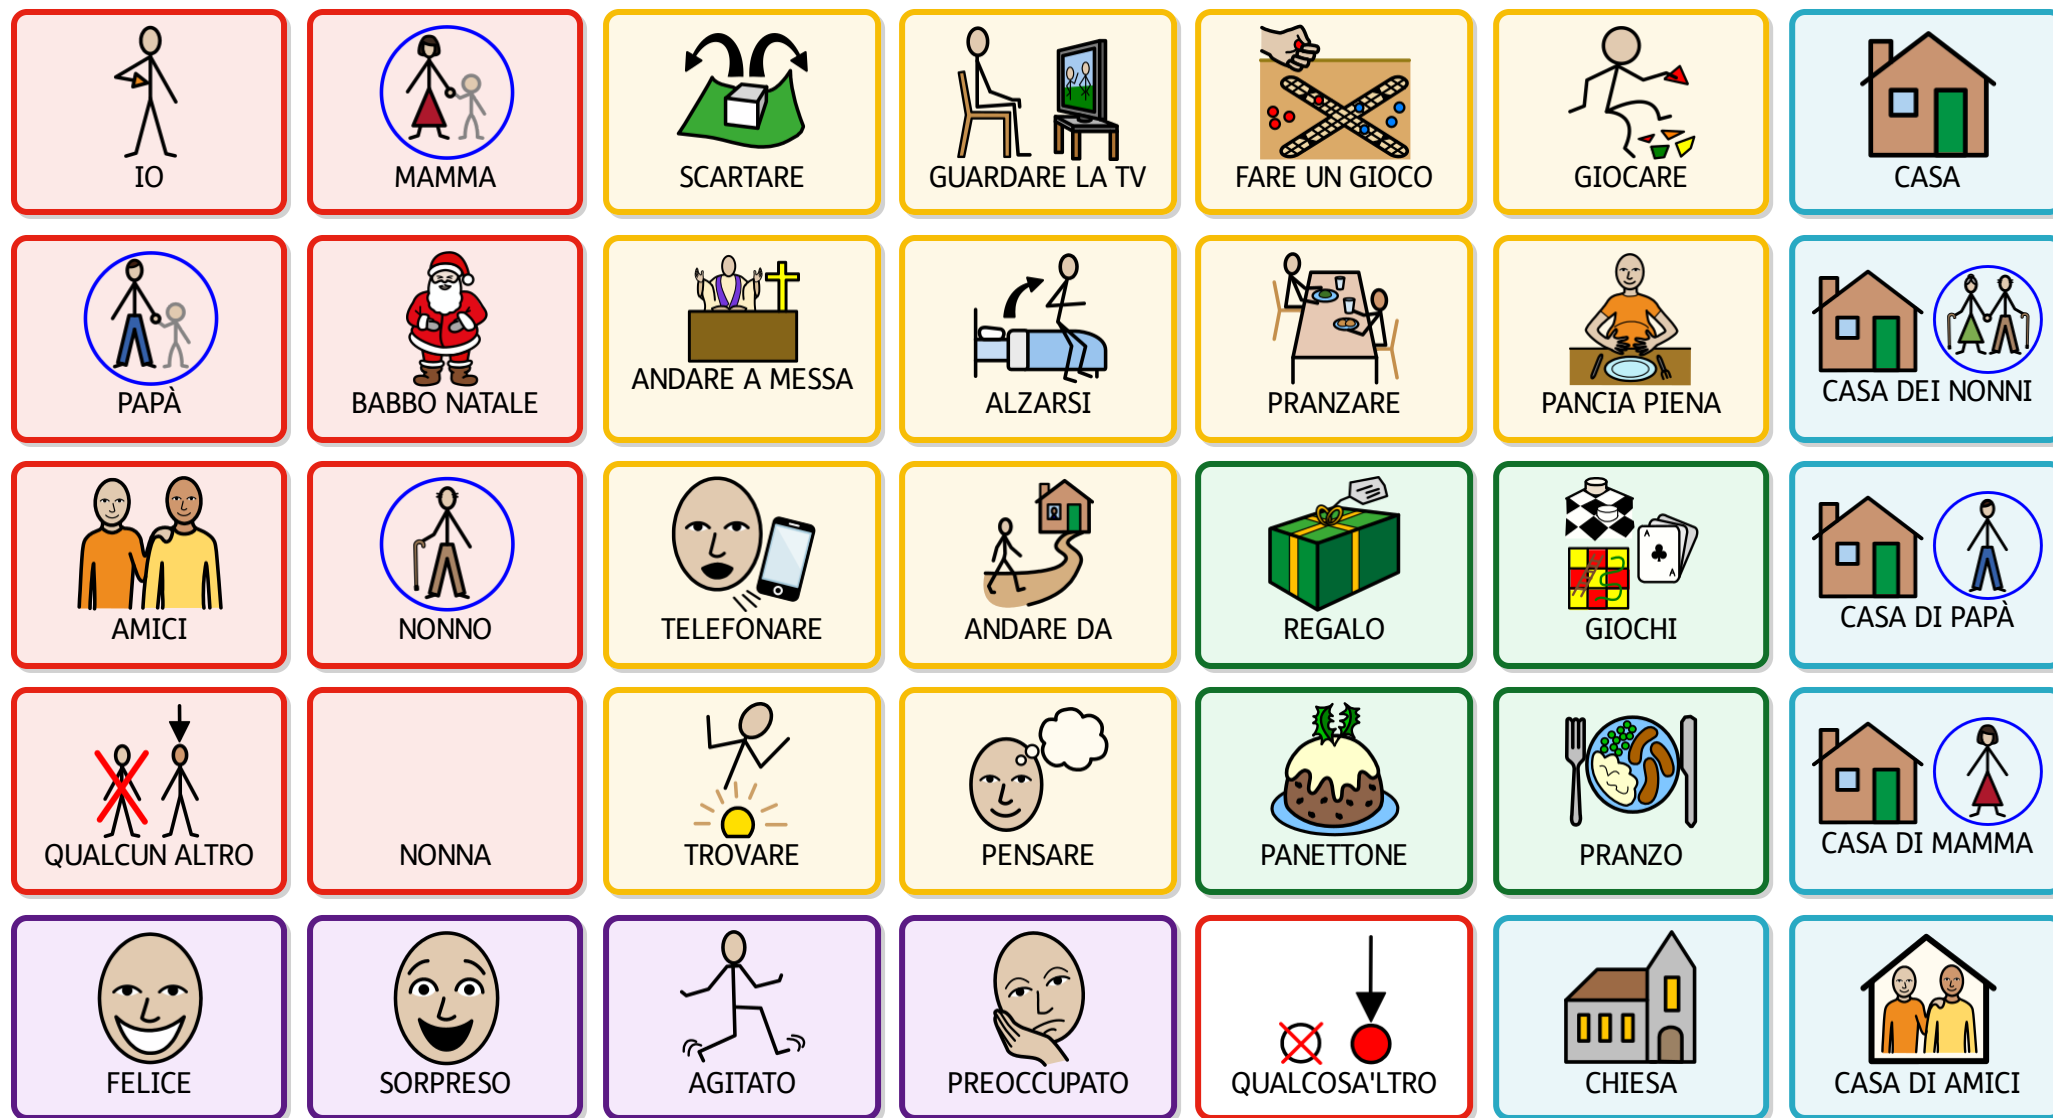 IO
MAMMA
SCARTARE
GUARDARE LA TV
FARE UN GIOCO
GIOCARE
CASA
PAPÀ
BABBO NATALE
ANDARE A MESSA
ALZARSI
PRANZARE
PANCIA PIENA
CASA DEI NONNI
AMICI
NONNO
TELEFONARE
ANDARE DA
REGALO
GIOCHI
CASA DI PAPÀ
QUALCUN ALTRO
NONNA
TROVARE
PENSARE
PANETTONE
PRANZO
CASA DI MAMMA
FELICE
SORPRESO
AGITATO
PREOCCUPATO
QUALCOSA'LTRO
CHIESA
CASA DI AMICI